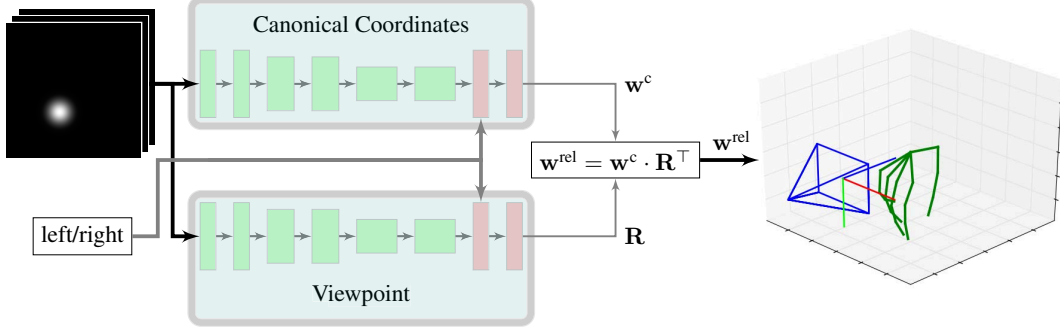 Canonical Coordinates
w^c
w^rel = w^c · R^⊤
w^rel
left/right
R
Viewpoint